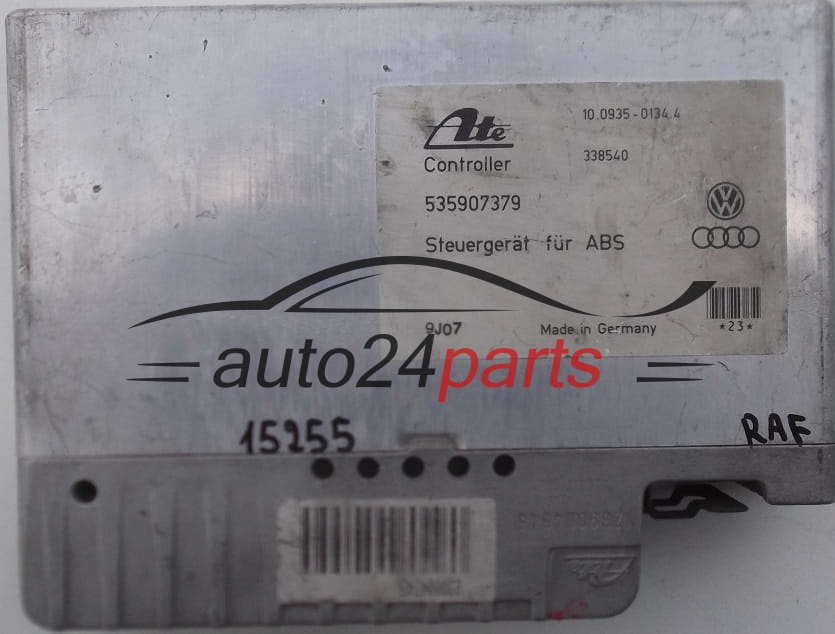 Ate
10.0935-0134.4
Controller
338540
535907379
Steuergerät für ABS
9J07
Made in Germany
*23*
auto24parts
15255
RAF
Ate